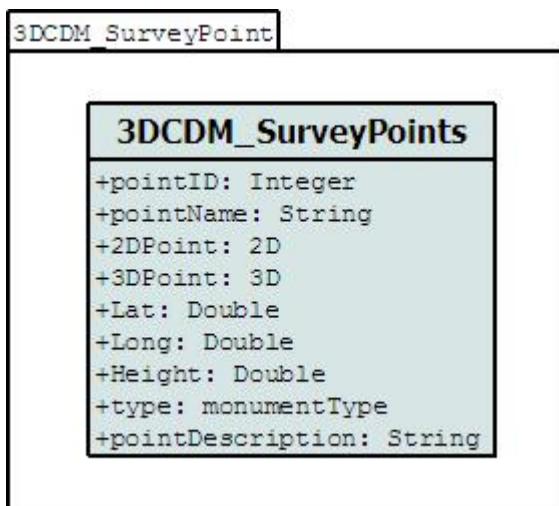 3DCDM_SurveyPoint
3DCDM_SurveyPoints
+pointID: Integer
+pointName: String
+2DPoint: 2D
+3DPoint: 3D
+Lat: Double
+Long: Double
+Height: Double
+type: monumentType
+pointDescription: String